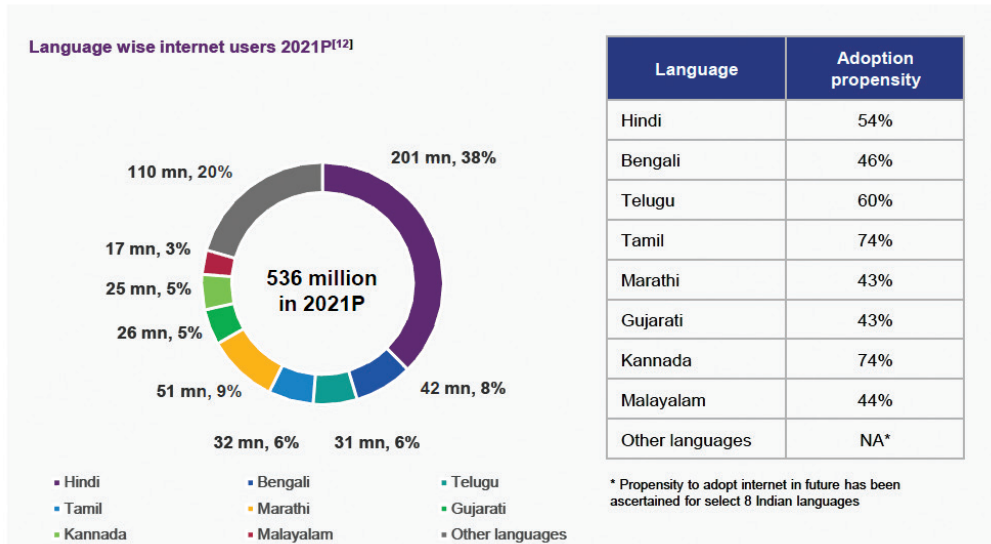 Language wise internet users 2021P[12]
201 mn, 38%
42 mn, 8%
31 mn, 6%
32 mn, 6%
51 mn, 9%
26 mn, 5%
25 mn, 5%
17 mn, 3%
110 mn, 20%
536 million
in 2021P
Hindi
Bengali
Telugu
Tamil
Marathi
Gujarati
Kannada
Malayalam
Other languages
Language Adoption propensity
Hindi 54%
Bengali 46%
Telugu 60%
Tamil 74%
Marathi 43%
Gujarati 43%
Kannada 74%
Malayalam 44%
Other languages NA*
* Propensity to adopt internet in future has been
ascertained for select 8 Indian languages